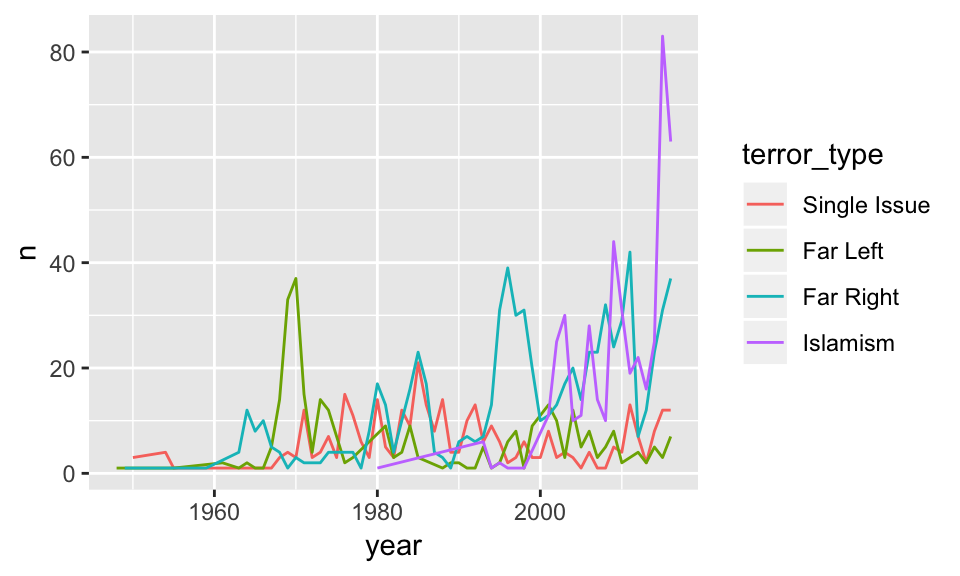 80
60
40
20
0
n
1960 1980 2000
year
terror_type
Single Issue
Far Left
Far Right
Islamism